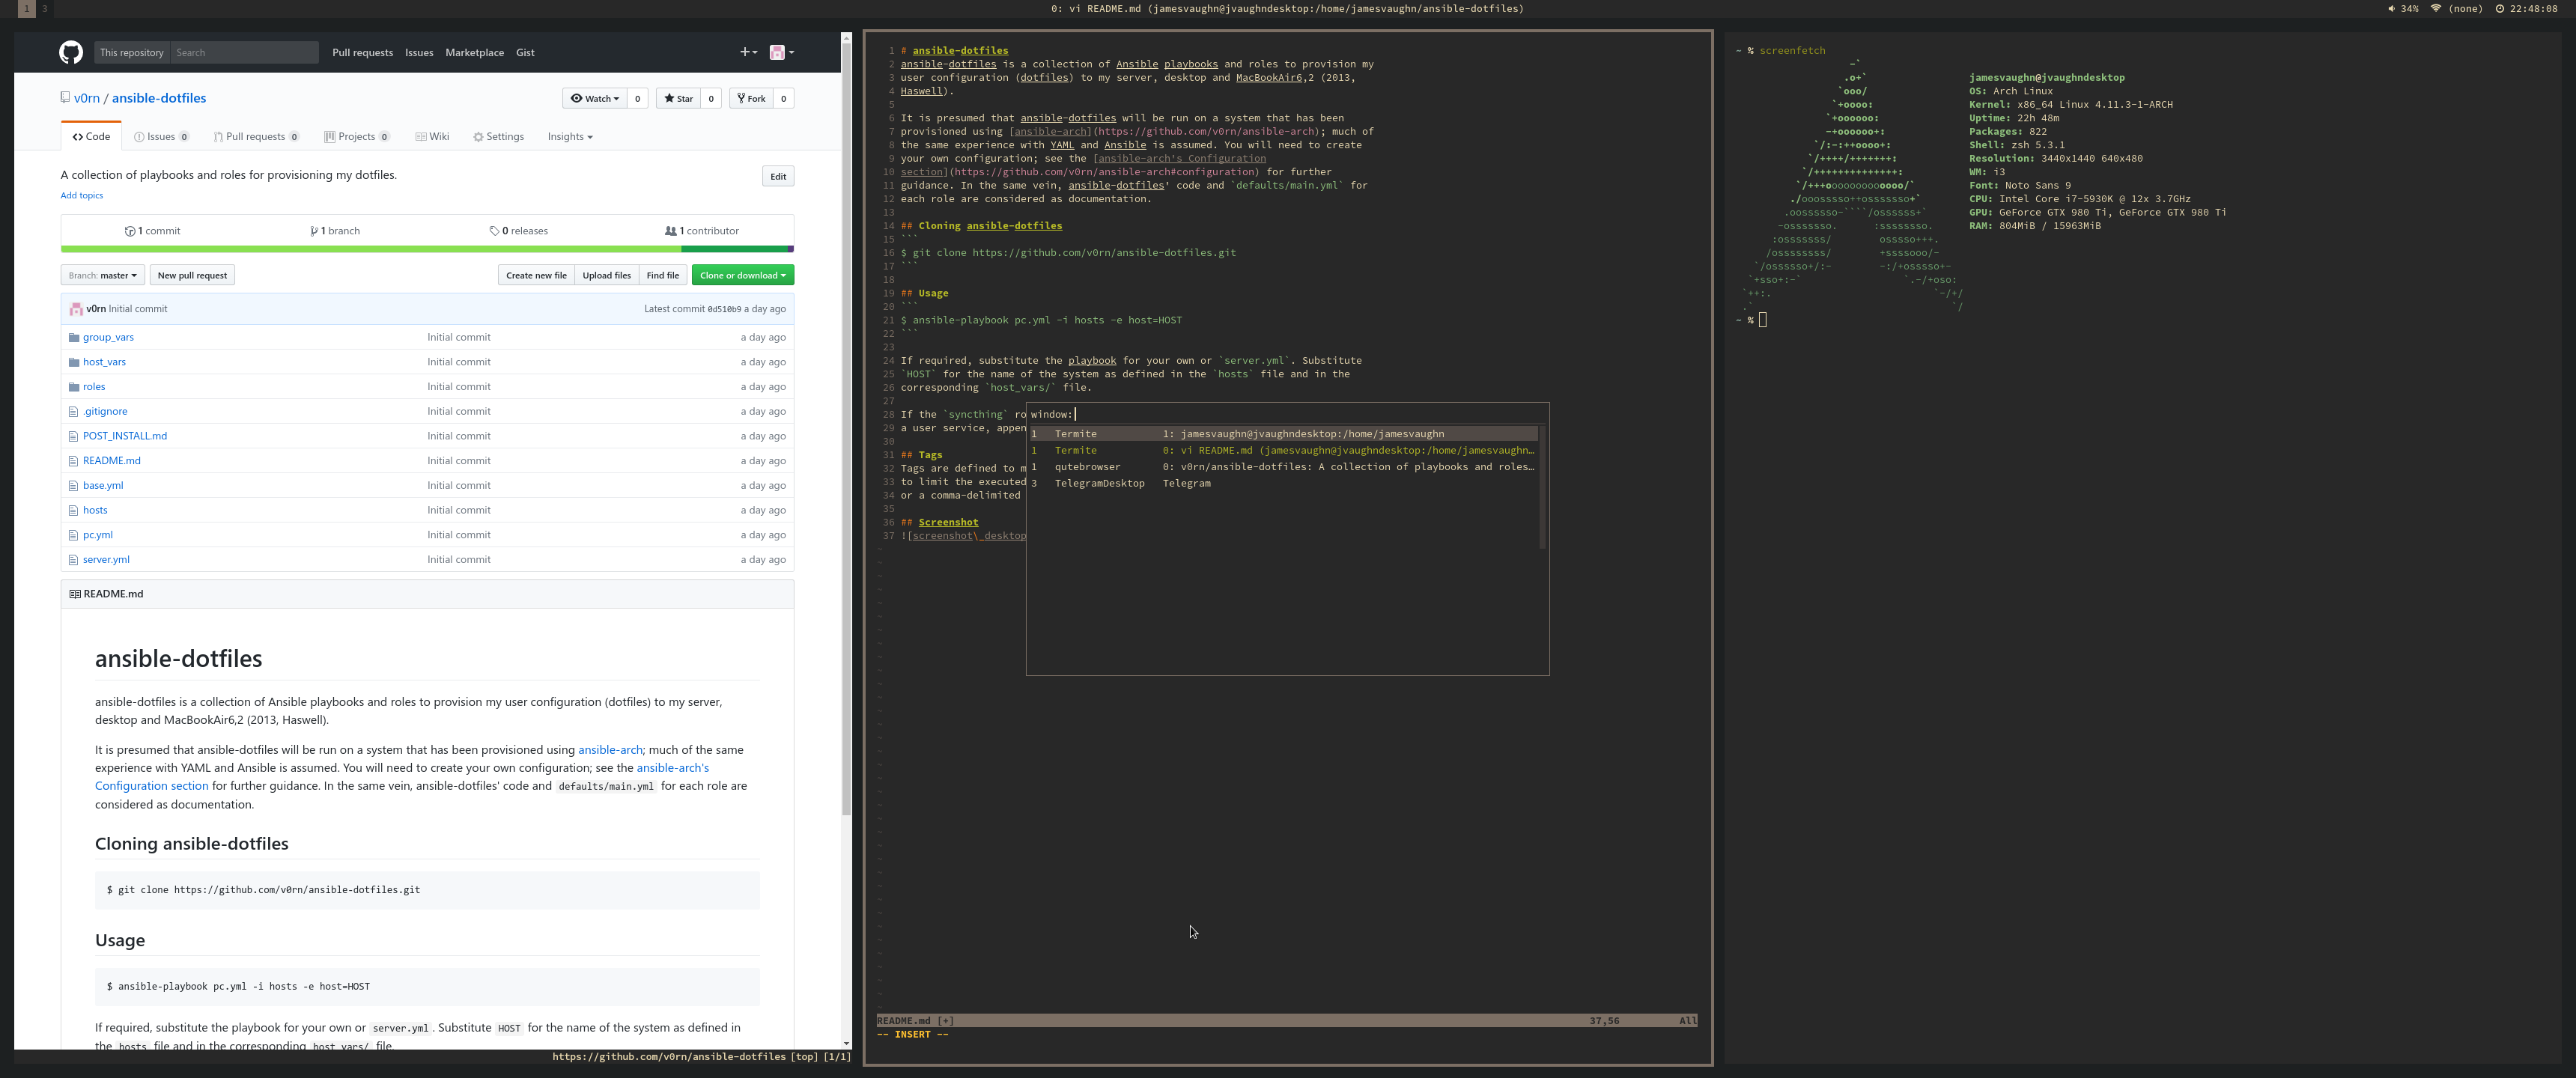 1 3
0: vi README.md (jamesvaughn@jvaughndesktop:/home/jamesvaughn/ansible-dotfiles)
34% (none) 22:48:08
This repository Search Pull requests Issues Marketplace Gist
v0rn / ansible-dotfiles
Watch 0 Star 0 Fork 0
Code Issues 0 Pull requests 0 Projects 0 Wiki Settings Insights
A collection of playbooks and roles for provisioning my dotfiles.
Edit
Add topics
1 commit 1 branch 0 releases 1 contributor
Branch: master New pull request Create new file Upload files Find file Clone or download
v0rn Initial commit Latest commit 0d510b9 a day ago
group_vars Initial commit a day ago
host_vars Initial commit a day ago
roles Initial commit a day ago
.gitignore Initial commit a day ago
POST_INSTALL.md Initial commit a day ago
README.md Initial commit a day ago
base.yml Initial commit a day ago
hosts Initial commit a day ago
pc.yml Initial commit a day ago
server.yml Initial commit a day ago
README.md
ansible-dotfiles
ansible-dotfiles is a collection of Ansible playbooks and roles to provision my user configuration (dotfiles) to my server,
desktop and MacBookAir6,2 (2013, Haswell).
It is presumed that ansible-dotfiles will be run on a system that has been provisioned using ansible-arch; much of the same
experience with YAML and Ansible is assumed. You will need to create your own configuration; see the ansible-arch's
Configuration section for further guidance. In the same vein, ansible-dotfiles' code and defaults/main.yml for each role are
considered as documentation.
Cloning ansible-dotfiles
$ git clone https://github.com/v0rn/ansible-dotfiles.git
Usage
$ ansible-playbook pc.yml -i hosts -e host=HOST
If required, substitute the playbook for your own or server.yml. Substitute HOST for the name of the system as defined in
the hosts file and in the corresponding host_vars/ file.
https://github.com/v0rn/ansible-dotfiles [top] [1/1]
1 # ansible-dotfiles
2 ansible-dotfiles is a collection of Ansible playbooks and roles to provision my
3 user configuration (dotfiles) to my server, desktop and MacBookAir6,2 (2013,
4 Haswell).
5
6 It is presumed that ansible-dotfiles will be run on a system that has been
7 provisioned using [ansible-arch](https://github.com/v0rn/ansible-arch); much of
8 the same experience with YAML and Ansible is assumed. You will need to create
9 your own configuration; see the [ansible-arch's Configuration
10 section](https://github.com/v0rn/ansible-arch#configuration) for further
11 guidance. In the same vein, ansible-dotfiles' code and `defaults/main.yml` for
12 each role are considered as documentation.
13
14 ## Cloning ansible-dotfiles
15 ```
16 $ git clone https://github.com/v0rn/ansible-dotfiles.git
17 ```
18
19 ## Usage
20 ```
21 $ ansible-playbook pc.yml -i hosts -e host=HOST
22 ```
23
24 If required, substitute the playbook for your own or `server.yml`. Substitute
25 `HOST` for the name of the system as defined in the `hosts` file and in the
26 corresponding `host_vars/` file.
27
28 If the `syncthing` ro
29 a user service, appen
30
31 ## Tags
32 Tags are defined to m
33 to limit the executed
34 or a comma-delimited
35
36 ## Screenshot
37 ![screenshot\_desktop
window:
1 Termite 1: jamesvaughn@jvaughndesktop:/home/jamesvaughn
1 Termite 0: vi README.md (jamesvaughn@jvaughndesktop:/home/jamesvaughn…
1 qutebrowser 0: v0rn/ansible-dotfiles: A collection of playbooks and roles…
3 TelegramDesktop Telegram
README.md [+] 37,56 All
-- INSERT --
~ % screenfetch
jamesvaughn@jvaughndesktop
OS: Arch Linux
Kernel: x86_64 Linux 4.11.3-1-ARCH
Uptime: 22h 48m
Packages: 822
Shell: zsh 5.3.1
Resolution: 3440x1440 640x480
WM: i3
Font: Noto Sans 9
CPU: Intel Core i7-5930K @ 12x 3.7GHz
GPU: GeForce GTX 980 Ti, GeForce GTX 980 Ti
RAM: 804MiB / 15963MiB
~ %